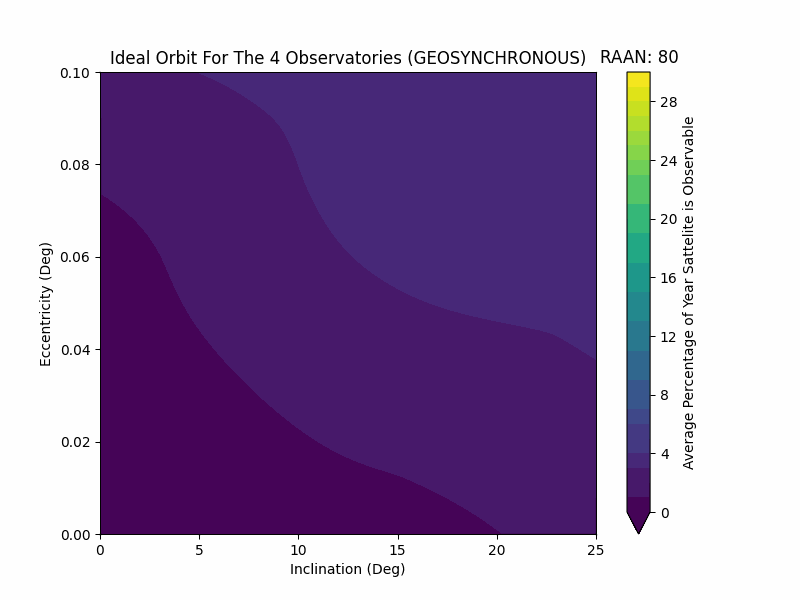 Ideal Orbit For The 4 Observatories (GEOSYNCHRONOUS) RAAN: 80
0.10
0.08
0.06
0.04
0.02
0.00
Eccentricity (Deg)
0 5 10 15 20 25
Inclination (Deg)
28
24
20
16
12
8
4
0
Average Percentage of Year Sattelite is Observable